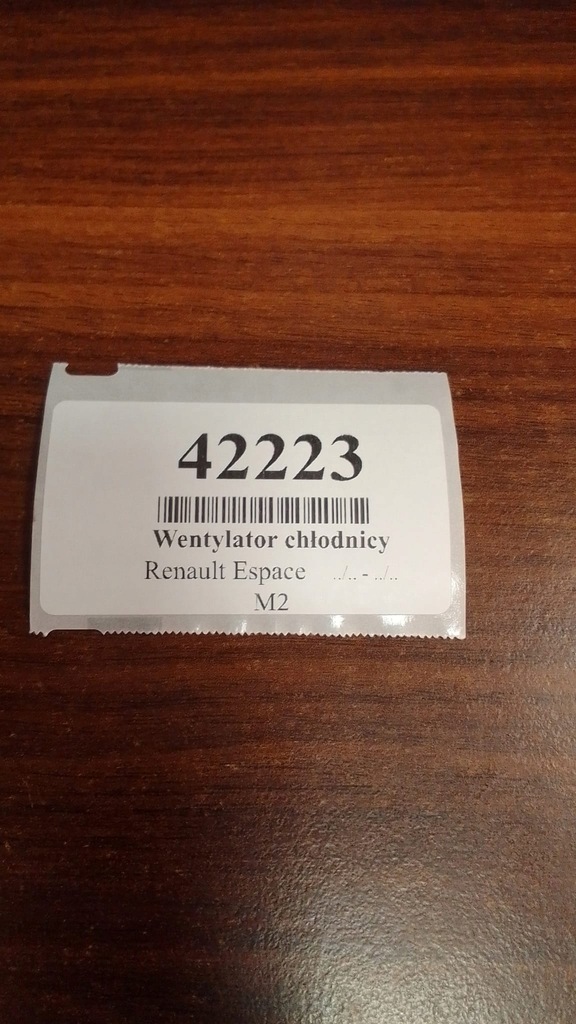 42223
Wentylator chłodnicy
Renault Espace ../.. - ../..
M2